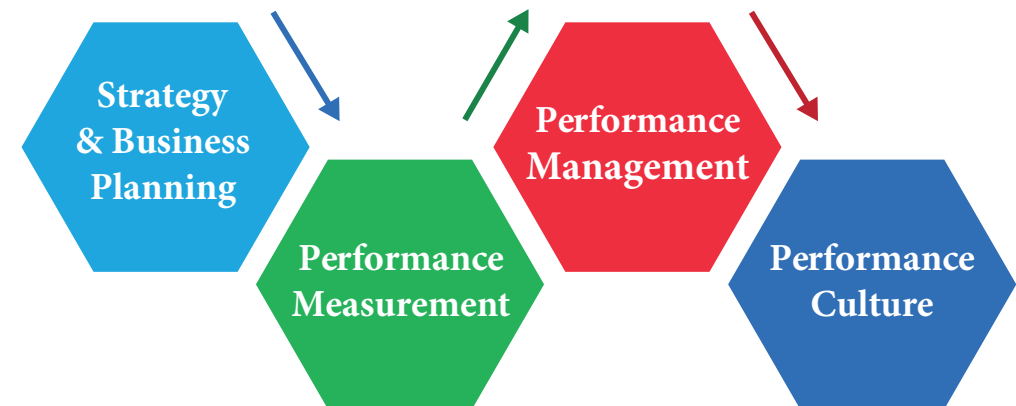 Strategy
& Business
Planning
Performance
Measurement
Performance
Management
Performance
Culture